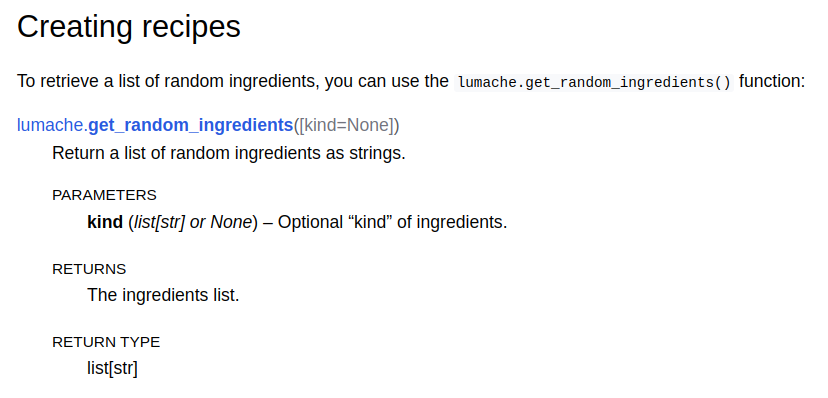 Creating recipes
To retrieve a list of random ingredients, you can use the lumache.get_random_ingredients() function:
lumache.get_random_ingredients([kind=None])
Return a list of random ingredients as strings.
PARAMETERS
kind (list[str] or None) – Optional “kind” of ingredients.
RETURNS
The ingredients list.
RETURN TYPE
list[str]